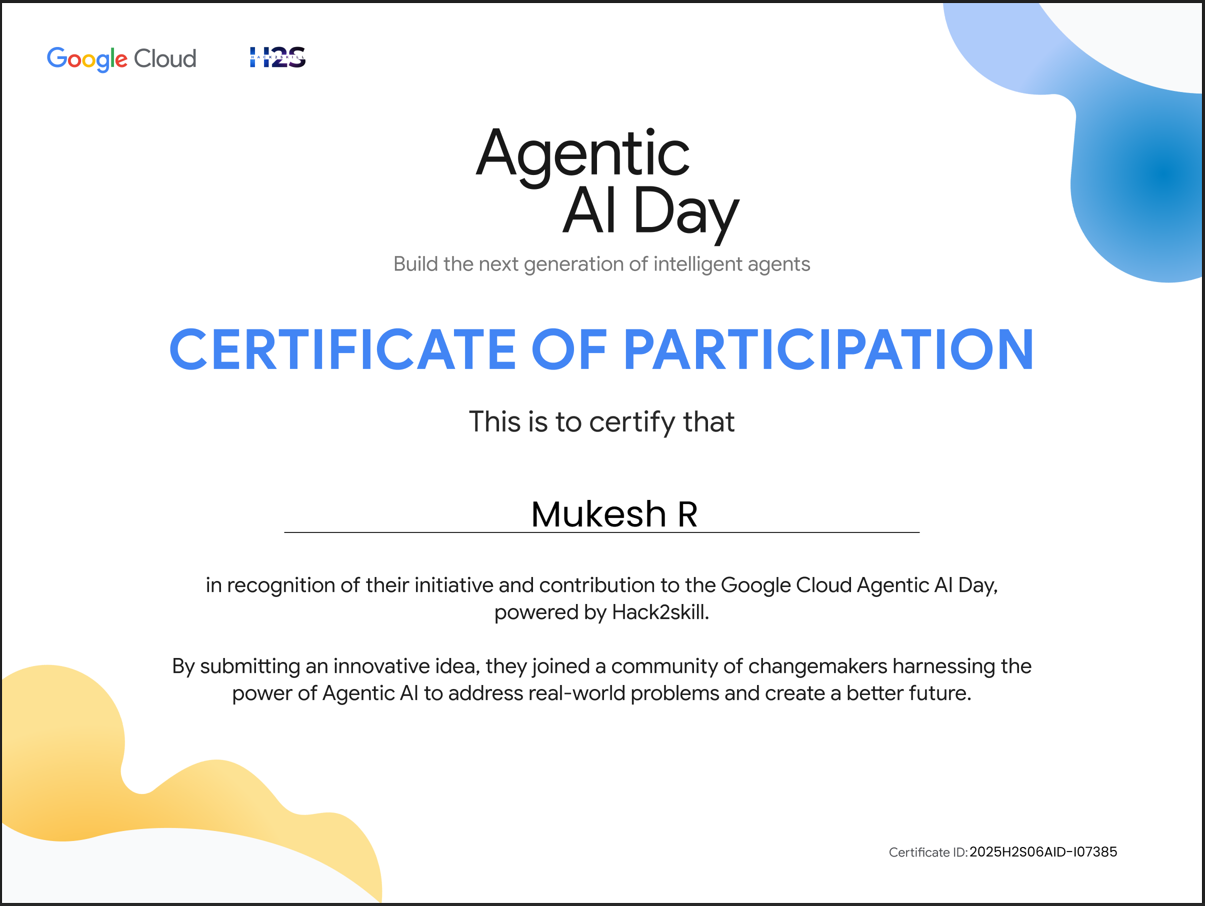 Google Cloud
H2S
HACK2SKILL
Agentic
AI Day
Build the next generation of intelligent agents
CERTIFICATE OF PARTICIPATION
This is to certify that
Mukesh R
in recognition of their initiative and contribution to the Google Cloud Agentic AI Day,
powered by Hack2skill.
By submitting an innovative idea, they joined a community of changemakers harnessing the
power of Agentic AI to address real-world problems and create a better future.
Certificate ID: 2025H2S06AID-I07385